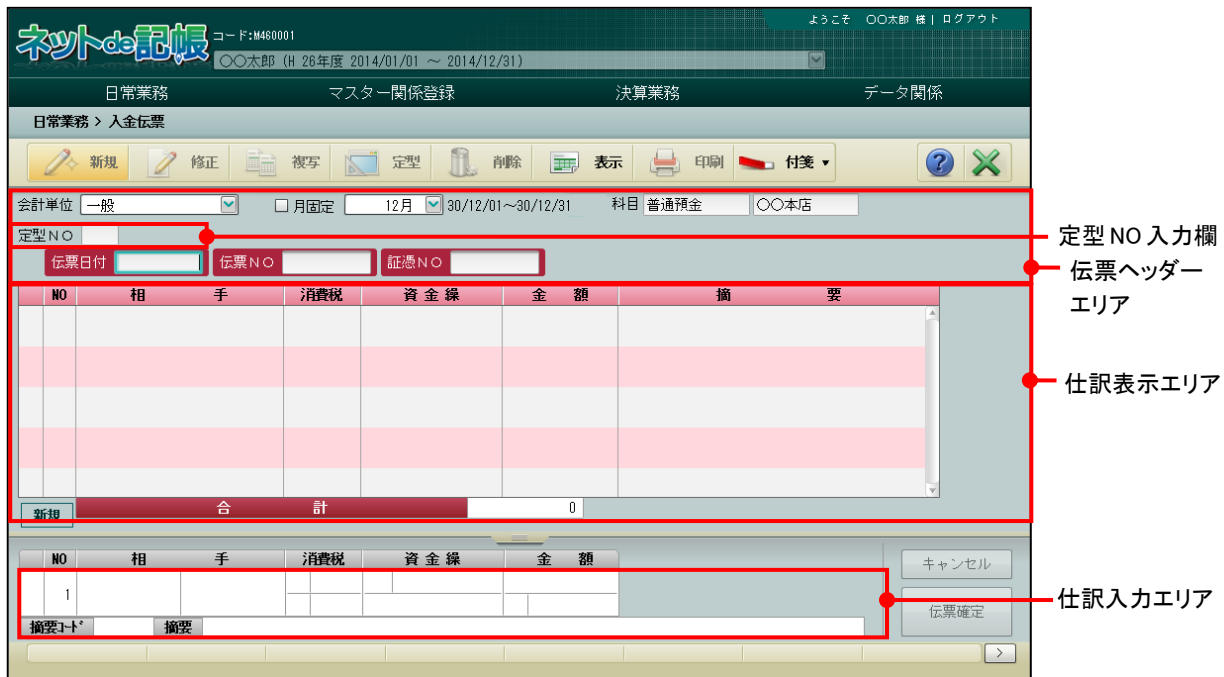 ようこそ ○○太郎 様 | ログアウト
ネットde記帳 コード:M460001
○○太郎 (H 26年度 2014/01/01 ～ 2014/12/31)
日常業務 マスター関係登録 決算業務 データ関係
日常業務 > 入金伝票
新規 修正 複写 定型 削除 表示 印刷 付箋 ▼ ?
会計単位 一般 月固定 12月 30/12/01～30/12/31 科目 普通預金 ○○本店
定型NO
定型NO入力欄
伝票日付 伝票NO 証憑NO
伝票ヘッダー
エリア
NO 相手 消費税 資金繰 金額 摘要
仕訳表示エリア
合計 0
新規
NO 相手 消費税 資金繰 金額
キャンセル
1
仕訳入力エリア
伝票確定
摘要ｺｰﾄﾞ 摘要
>